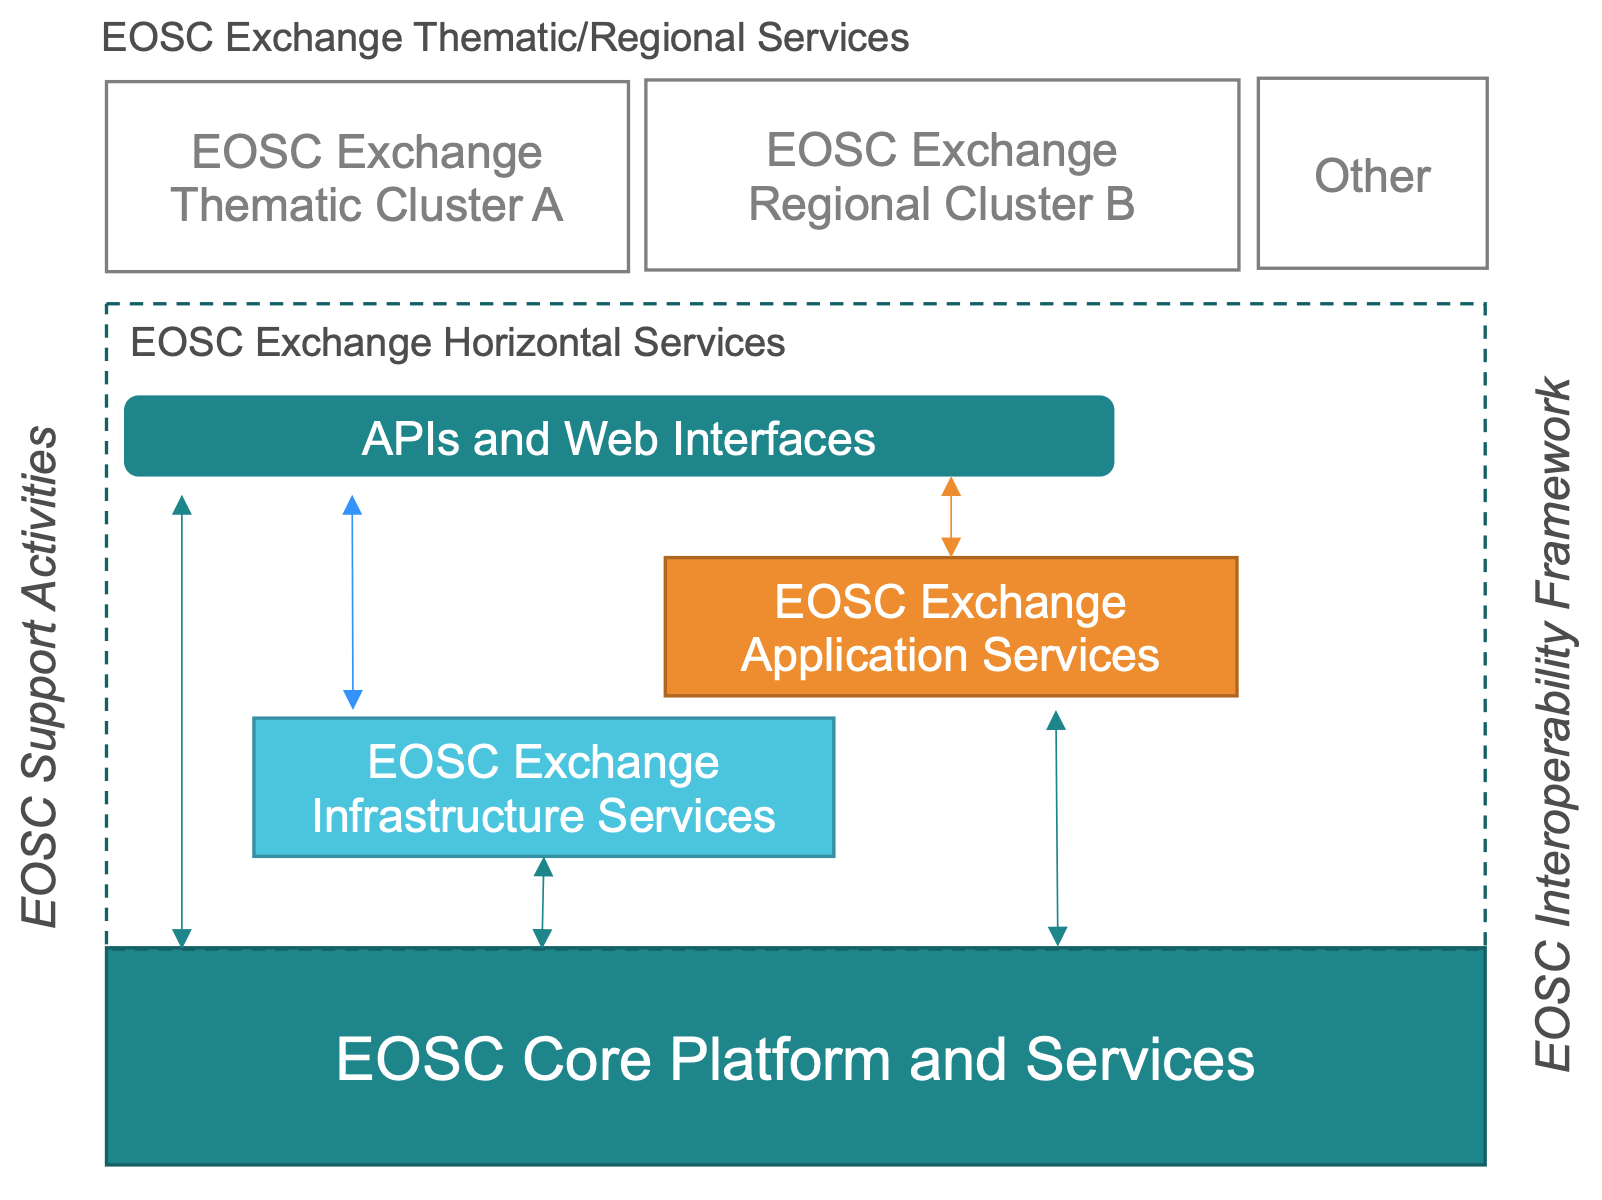 EOSC Exchange Thematic/Regional Services
EOSC Exchange
Thematic Cluster A
EOSC Exchange
Regional Cluster B
Other
EOSC Exchange Horizontal Services
APIs and Web Interfaces
EOSC Exchange
Application Services
EOSC Exchange
Infrastructure Services
EOSC Core Platform and Services
EOSC Support Activities
EOSC Interoperability Framework